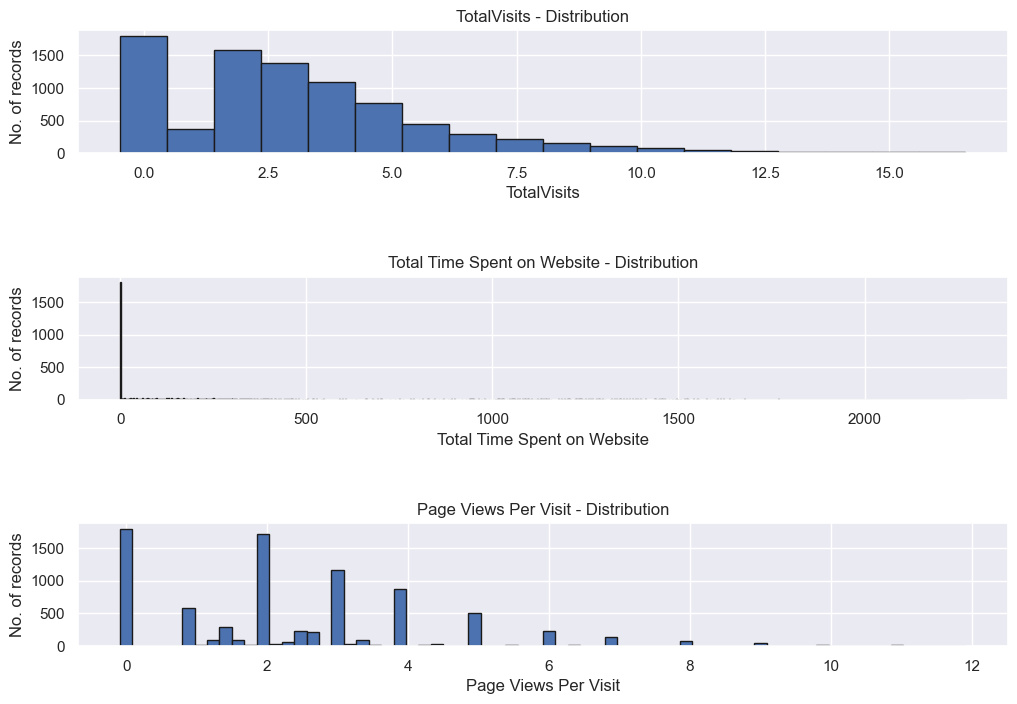 TotalVisits - Distribution
1500
1000
500
0
No. of records
0.0 2.5 5.0 7.5 10.0 12.5 15.0
TotalVisits
Total Time Spent on Website - Distribution
1500
1000
500
0
No. of records
0 500 1000 1500 2000
Total Time Spent on Website
Page Views Per Visit - Distribution
1500
1000
500
0
No. of records
0 2 4 6 8 10 12
Page Views Per Visit